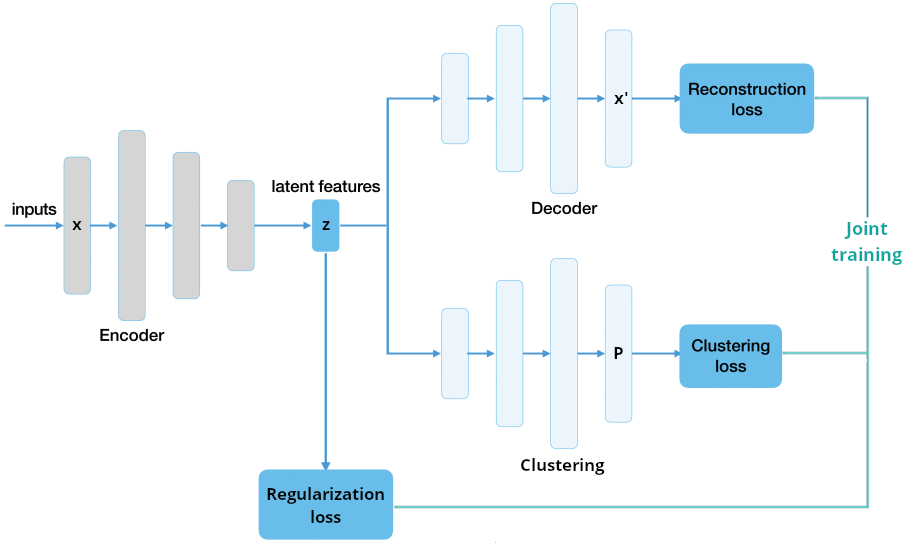 inputs
x
Encoder
latent features
z
x'
Decoder
Reconstruction
loss
Joint
training
P
Clustering
Clustering
loss
Regularization
loss